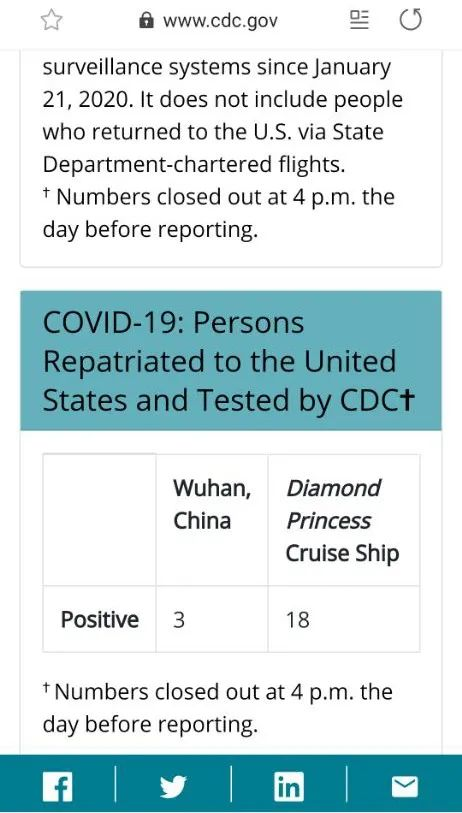 www.cdc.gov
surveillance systems since January
21, 2020. It does not include people
who returned to the U.S. via State
Department-chartered flights.
† Numbers closed out at 4 p.m. the
day before reporting.
COVID-19: Persons
Repatriated to the United
States and Tested by CDC†
Wuhan,
China
Diamond
Princess
Cruise Ship
Positive 3 18
† Numbers closed out at 4 p.m. the
day before reporting.